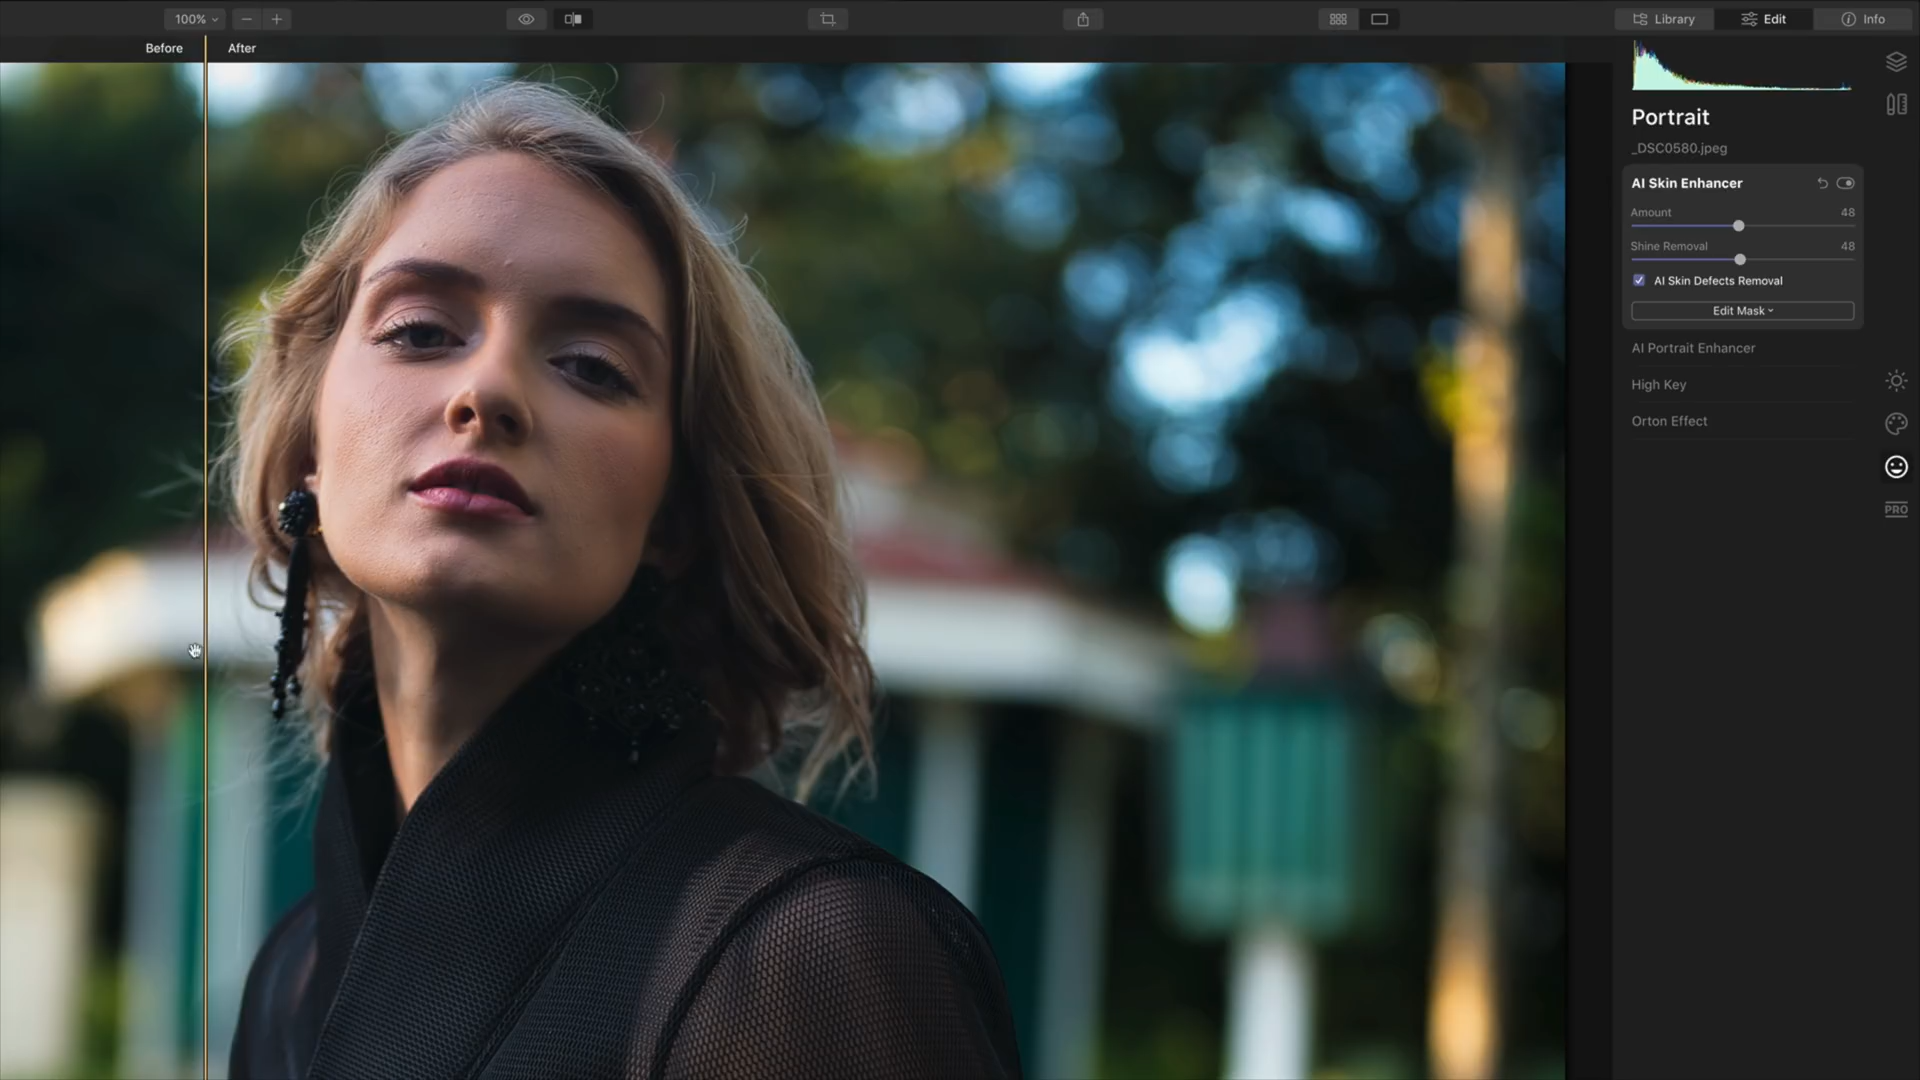 100%
Library
Edit
Info
Before
After
Portrait
_DSC0580.jpeg
AI Skin Enhancer
Amount 48
Shine Removal 48
AI Skin Defects Removal
Edit Mask
AI Portrait Enhancer
High Key
Orton Effect
PRO